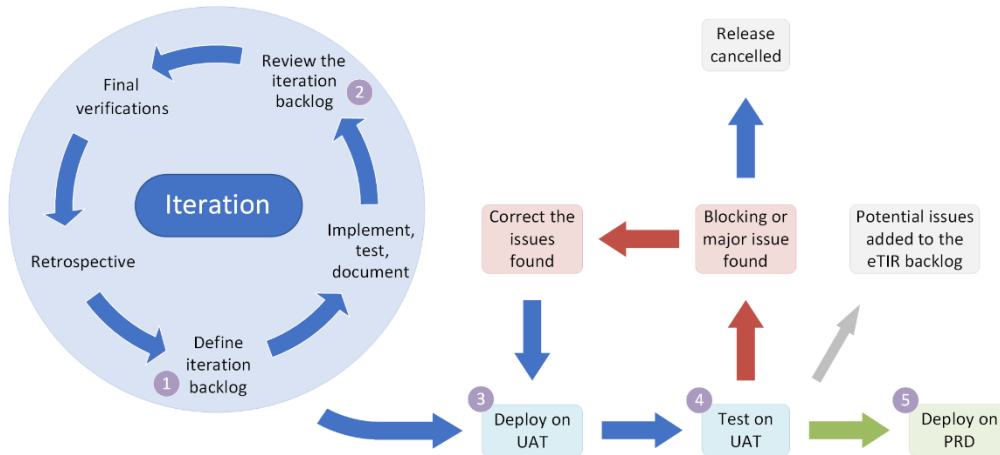 Release
cancelled
Review the
iteration
backlog
2
Final
verifications
Iteration
Correct the
issues
found
Blocking or
major issue
found
Potential issues
added to the
eTIR backlog
Implement,
test,
document
Retrospective
Define
iteration
backlog
1
3
Deploy on
UAT
4
Test on
UAT
5
Deploy on
PRD